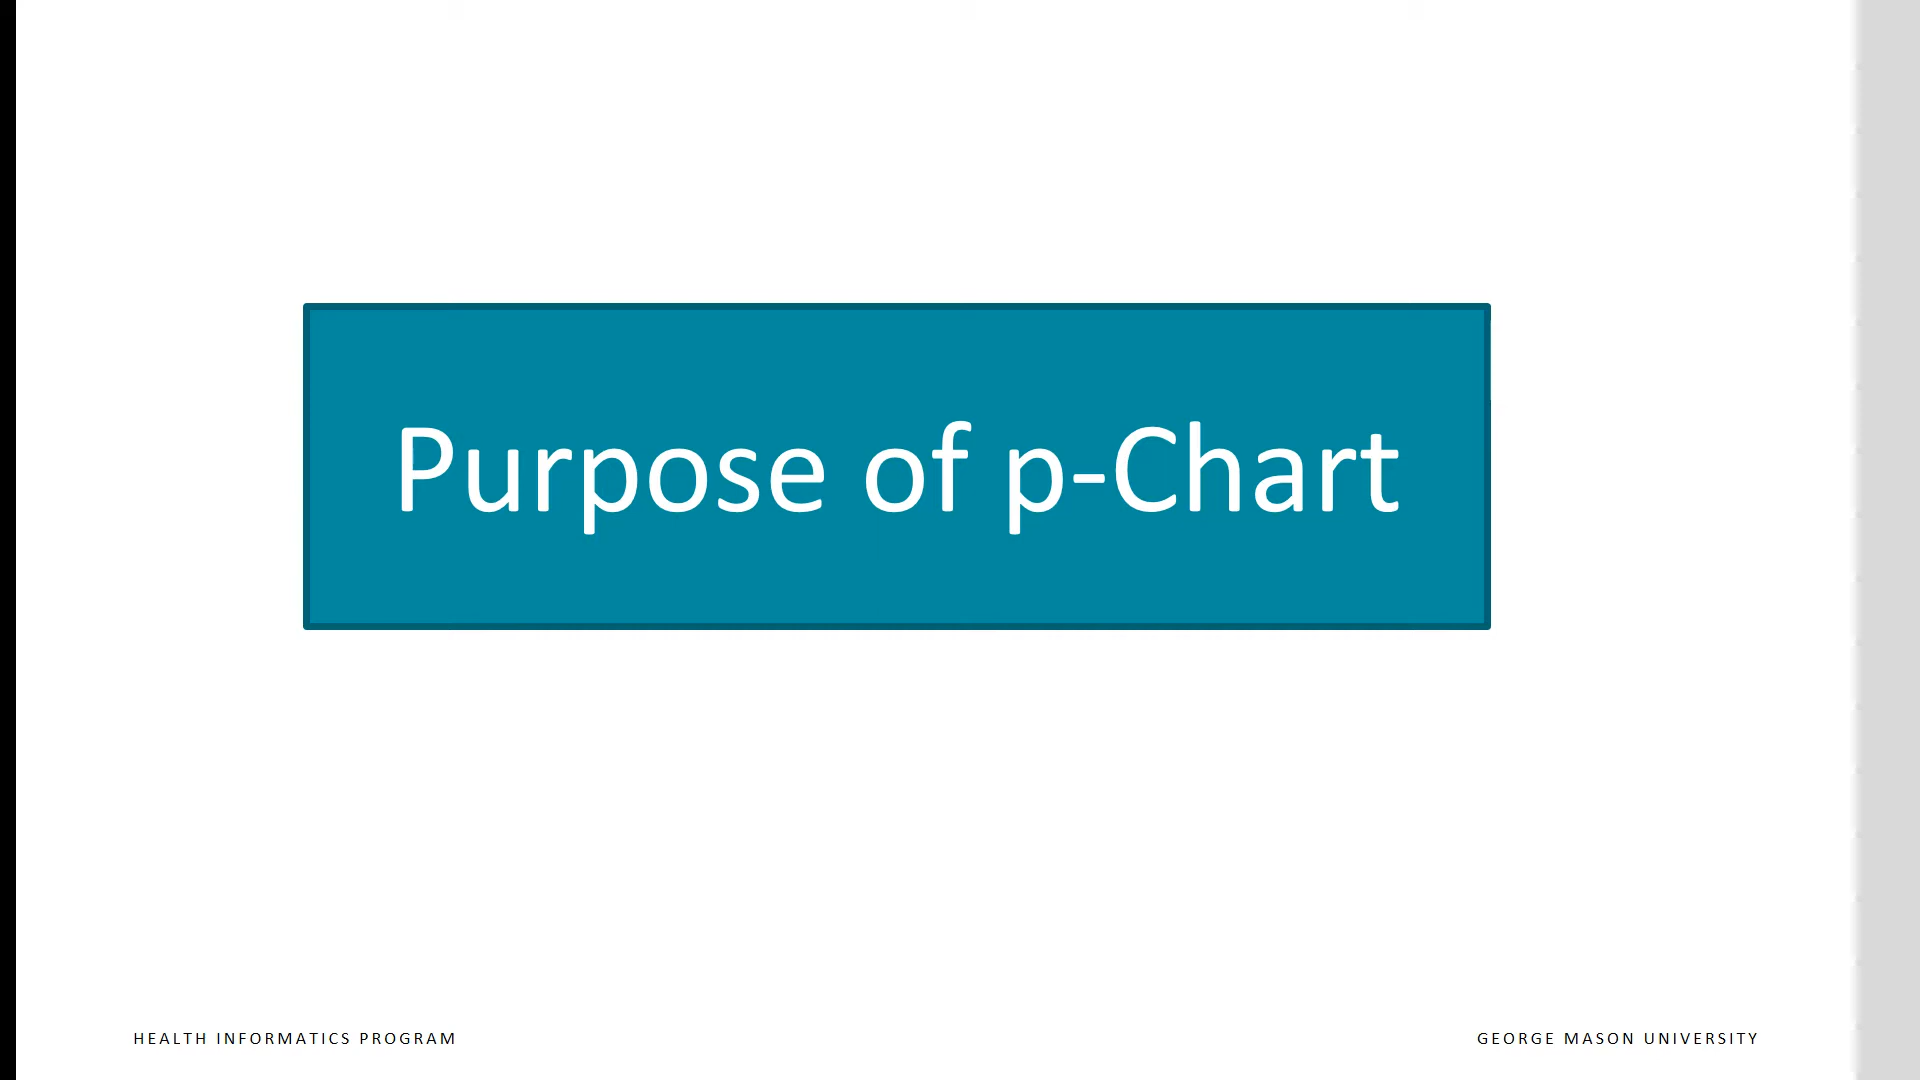 Purpose of p-Chart
HEALTH INFORMATICS PROGRAM
GEORGE MASON UNIVERSITY